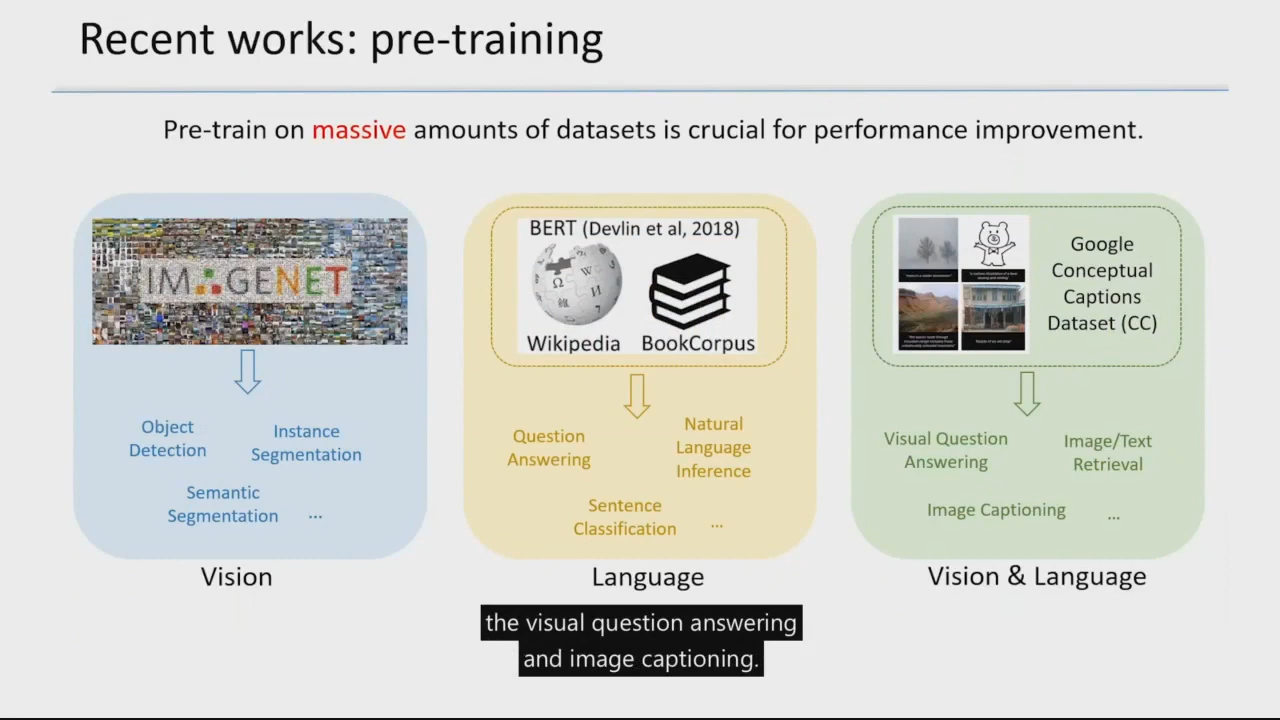 Recent works: pre-training
Pre-train on massive amounts of datasets is crucial for performance improvement.
IMAGENET
Object
Detection
Instance
Segmentation
Semantic
Segmentation
...
Vision
BERT (Devlin et al, 2018)
Wikipedia
BookCorpus
Question
Answering
Natural
Language
Inference
Sentence
Classification
...
Language
Google
Conceptual
Captions
Dataset (CC)
Visual Question
Answering
Image/Text
Retrieval
Image Captioning
...
Vision & Language
the visual question answering
and image captioning.